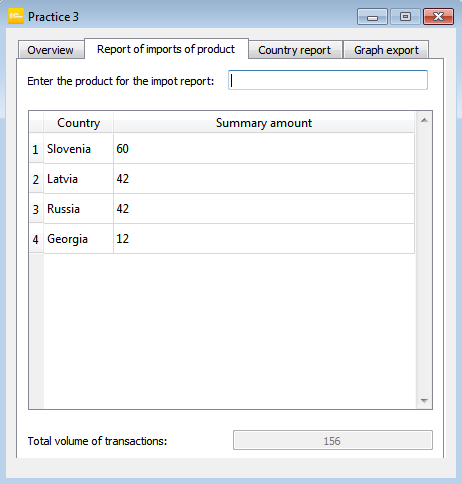 Practice 3
Overview Report of imports of product Country report Graph export
Enter the product for the impot report:
Country Summary amount
1 Slovenia 60
2 Latvia 42
3 Russia 42
4 Georgia 12
Total volume of transactions: 156